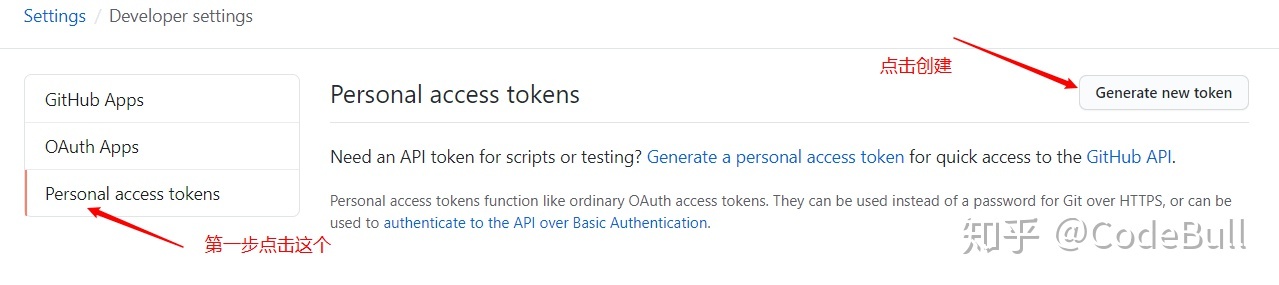 Settings / Developer settings
点击创建
GitHub Apps
OAuth Apps
Personal access tokens
第一步点击这个
Personal access tokens
Generate new token
Need an API token for scripts or testing? Generate a personal access token for quick access to the GitHub API.
Personal access tokens function like ordinary OAuth access tokens. They can be used instead of a password for Git over HTTPS, or can be
used to authenticate to the API over Basic Authentication.
知乎 @CodeBull